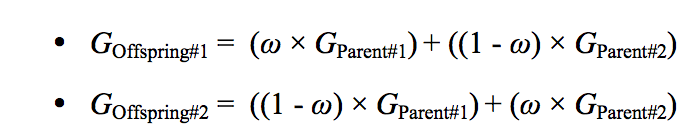 • G_Offspring#1 = (ω × G_Parent#1) + ((1 - ω) × G_Parent#2)
• G_Offspring#2 = ((1 - ω) × G_Parent#1) + (ω × G_Parent#2)